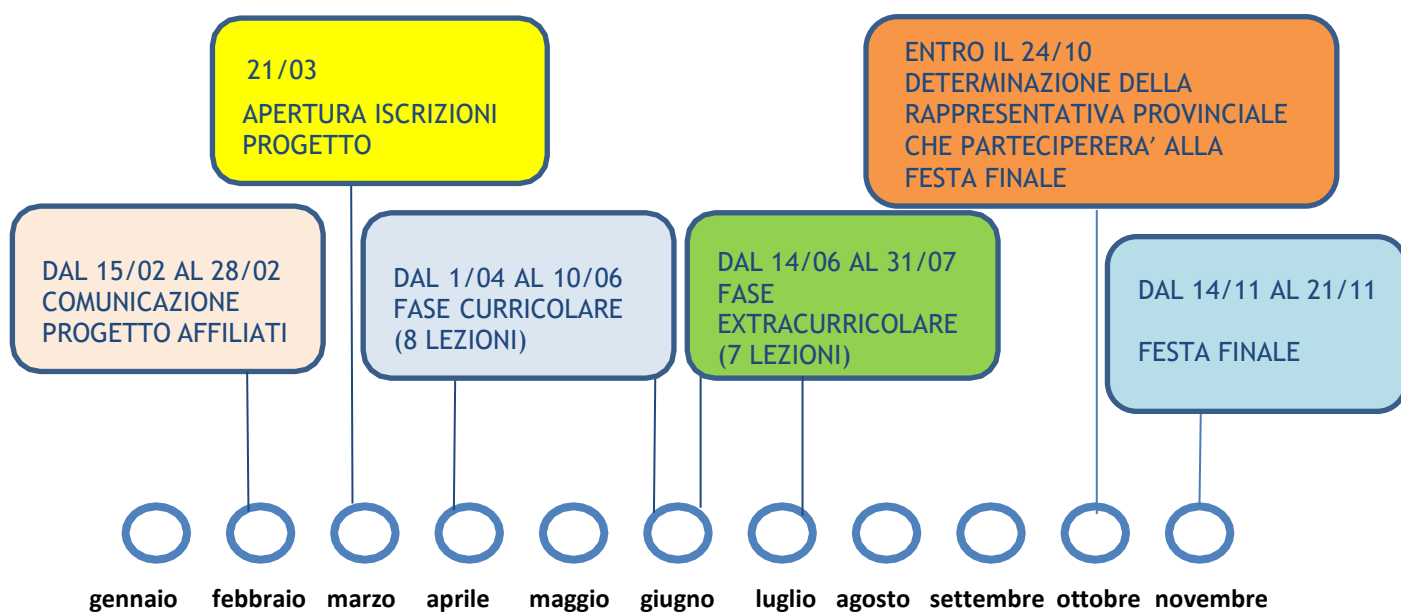 21/03
APERTURA ISCRIZIONI
PROGETTO
ENTRO IL 24/10
DETERMINAZIONE DELLA
RAPPRESENTATIVA PROVINCIALE
CHE PARTECIPERERA’ ALLA
FESTA FINALE
DAL 15/02 AL 28/02
COMUNICAZIONE
PROGETTO AFFILIATI
DAL 1/04 AL 10/06
FASE CURRICOLARE
(8 LEZIONI)
DAL 14/06 AL 31/07
FASE
EXTRACURRICOLARE
(7 LEZIONI)
DAL 14/11 AL 21/11
FESTA FINALE
gennaio febbraio marzo aprile maggio giugno luglio agosto settembre ottobre novembre